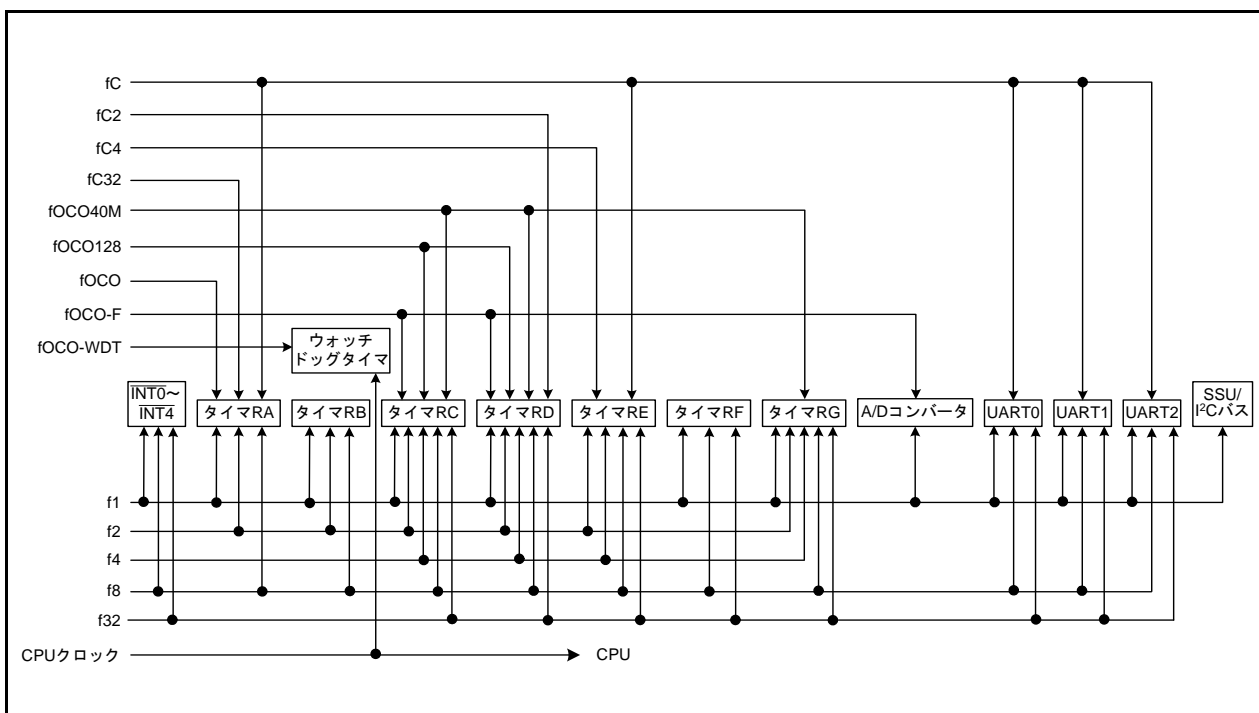 fC
fC2
fC4
fC32
fOCO40M
fOCO128
fOCO
fOCO-F
fOCO-WDT
ウォッチ
ドッグタイマ
INT0～
INT4
タイマRA
タイマRB
タイマRC
タイマRD
タイマRE
タイマRF
タイマRG
A/Dコンバータ
UART0
UART1
UART2
SSU/
I²Cバス
f1
f2
f4
f8
f32
CPUクロック
CPU